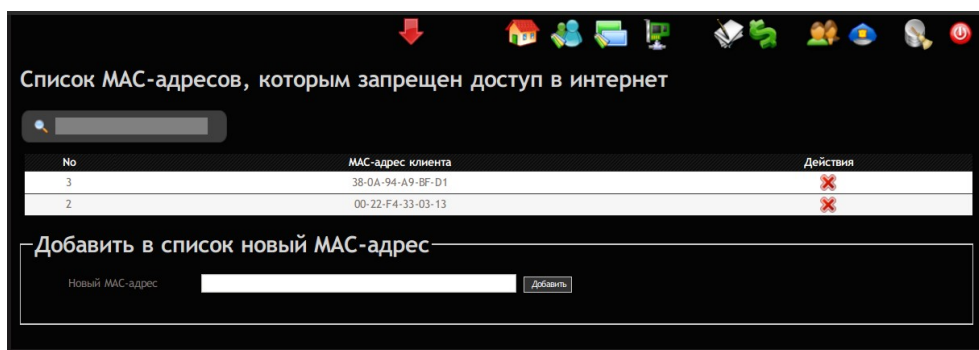 Список MAC-адресов, которым запрещен доступ в интернет
No MAC-адрес клиента Действия
3 38-0A-94-A9-BF-D1
2 00-22-F4-33-03-13
Добавить в список новый MAC-адрес
Новый MAC-адрес Добавить